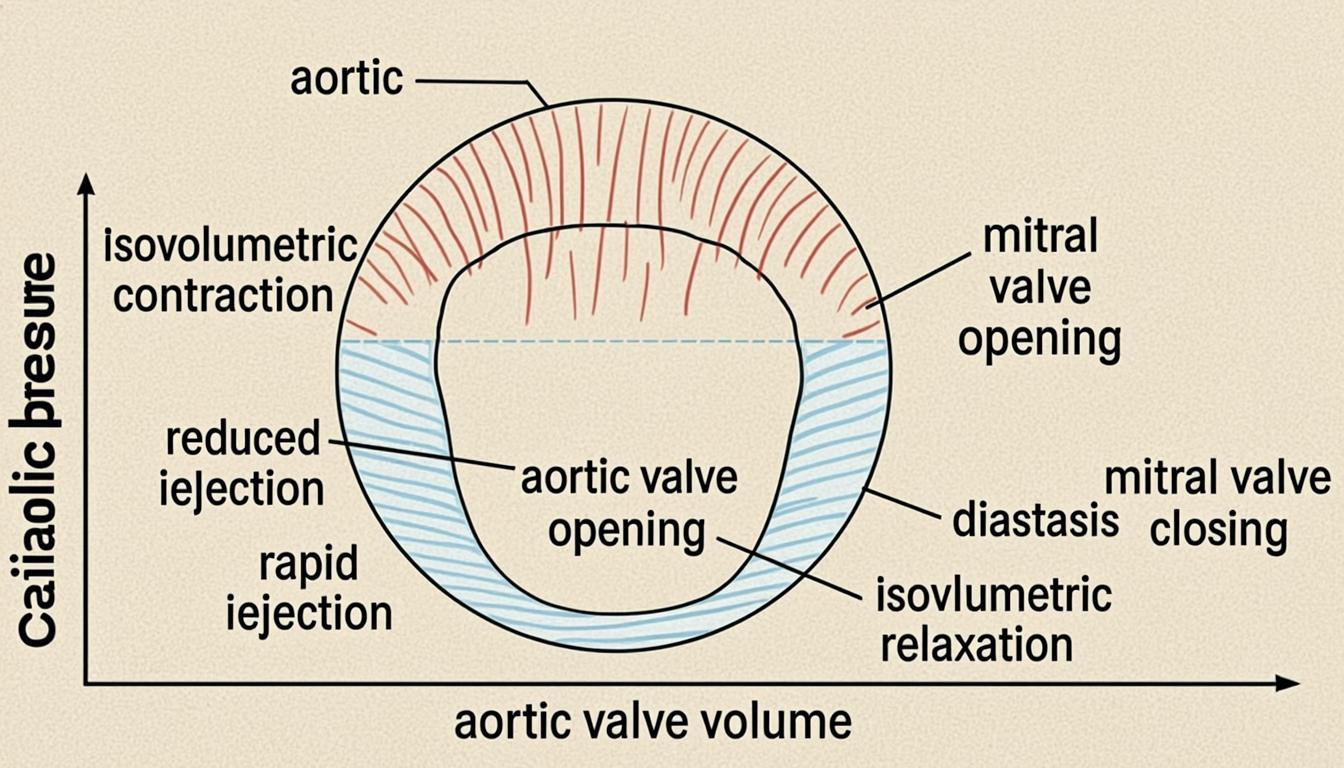 aortic
isovolumetric
contraction
mitral
valve
opening
Caiiaolic presure
reduced
iejection
aortic valve
opening
mitral valve
closing
diastasis
rapid
iejection
isovlumetric
relaxation
aortic valve volume